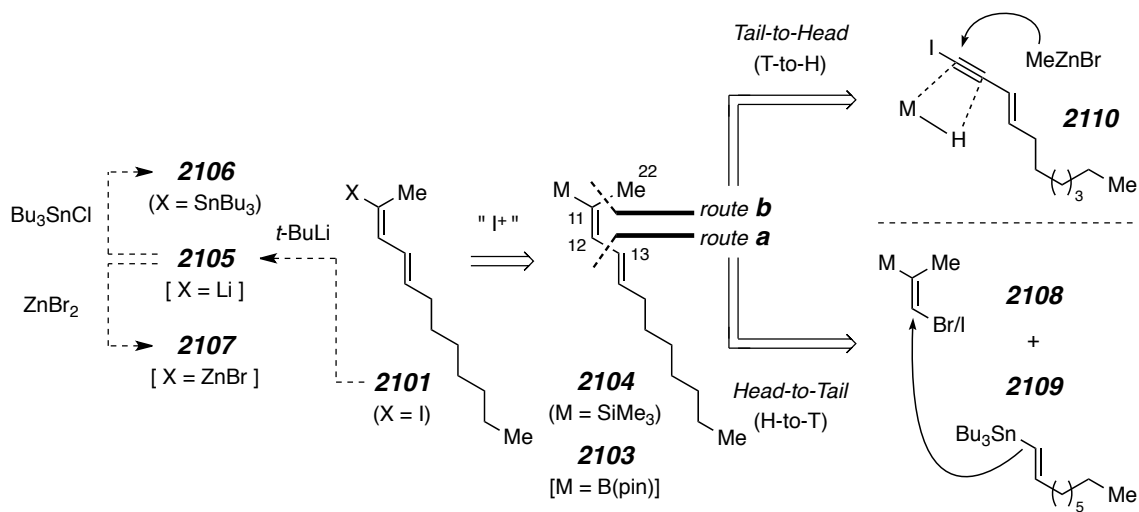 Bu3SnCl
ZnBr2
2106
(X = SnBu3)
2105
[ X = Li ]
2107
[ X = ZnBr ]
t-BuLi
X
Me
2101
(X = I)
Me
" I+ "
M
Me
22
11
12
13
route b
route a
2104
(M = SiMe3)
2103
[M = B(pin)]
Me
Tail-to-Head
(T-to-H)
Head-to-Tail
(H-to-T)
I
MeZnBr
M
H
2110
( )3
Me
M
Me
Br/I
2108
+
2109
Bu3Sn
( )5
Me